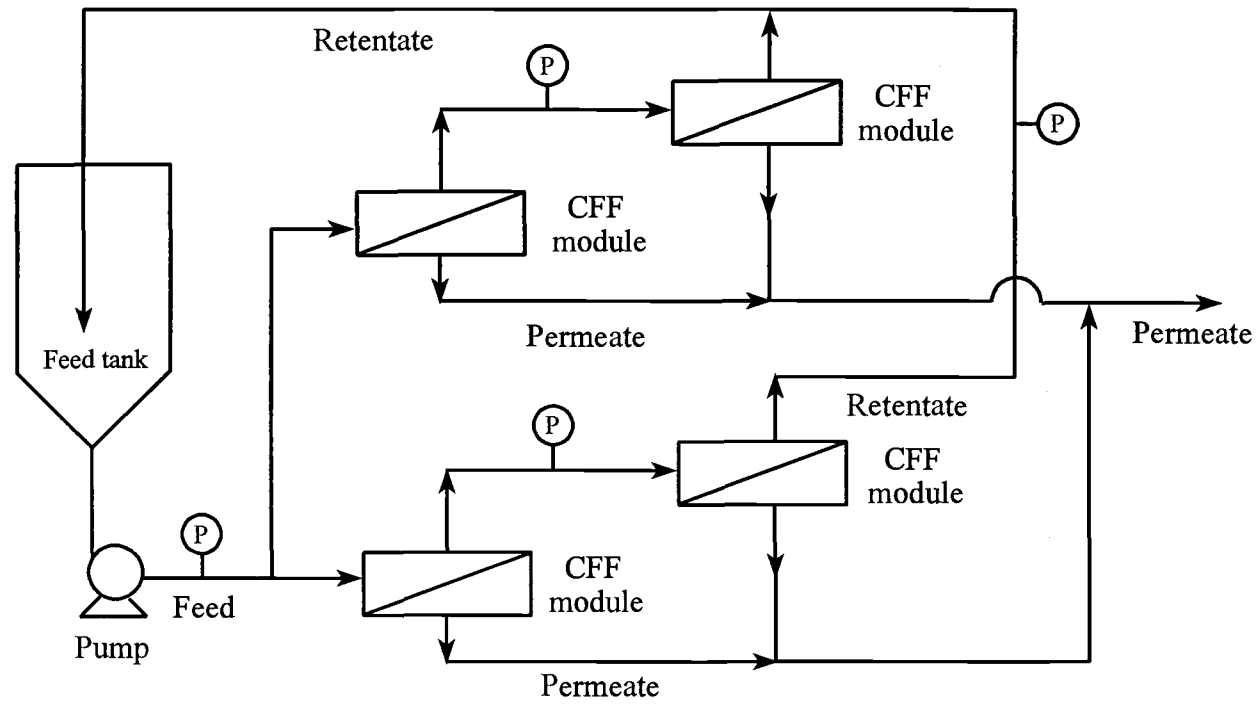 Retentate
P
CFF
module
P
CFF
module
Feed tank
Permeate
Permeate
Retentate
P
CFF
module
P
Feed
CFF
module
Pump
Permeate